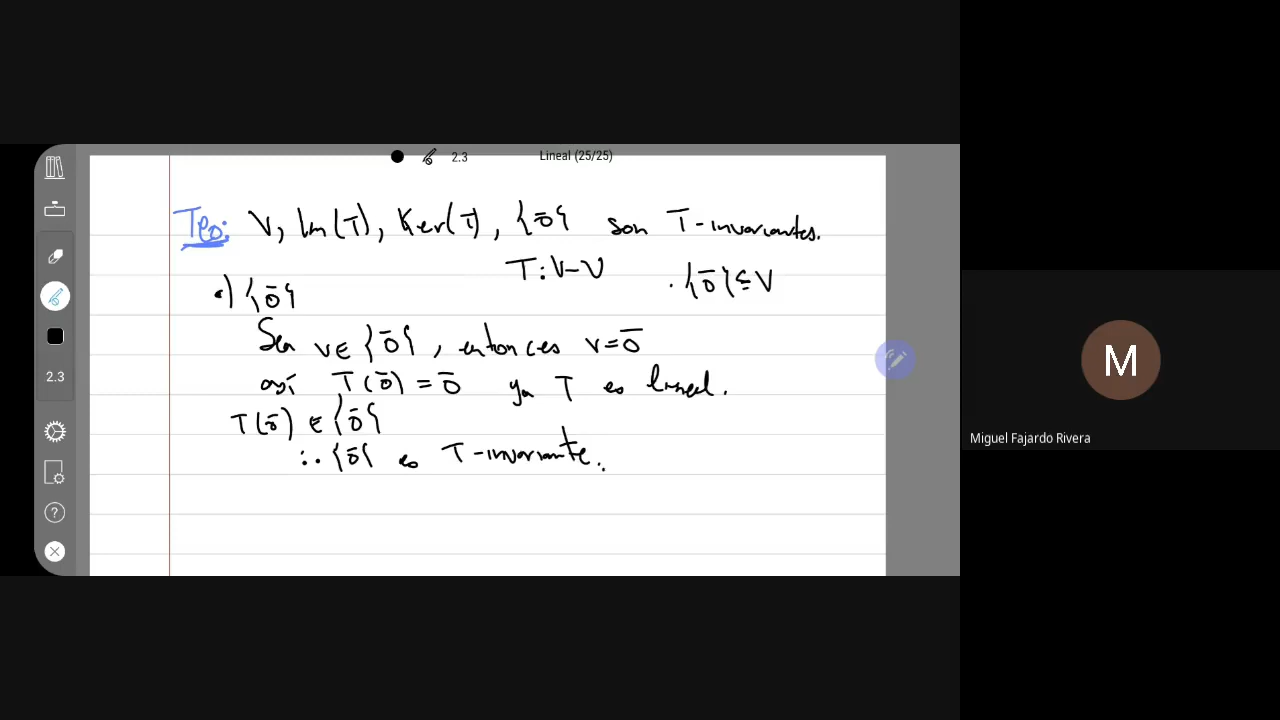 2.3 Lineal (25/25)
Teo: V, Im(T), Ker(T), {0̄} son T-invariantes.
T: V-V · {0̄} ⊆ V
•) {0̄}
Sea v ∈ {0̄}, entonces v = 0̄
así T(0̄) = 0̄ ya T es lineal.
T(0̄) ∈ {0̄}
∴ {0̄} es T-invariante.
2.3
?
M
Miguel Fajardo Rivera